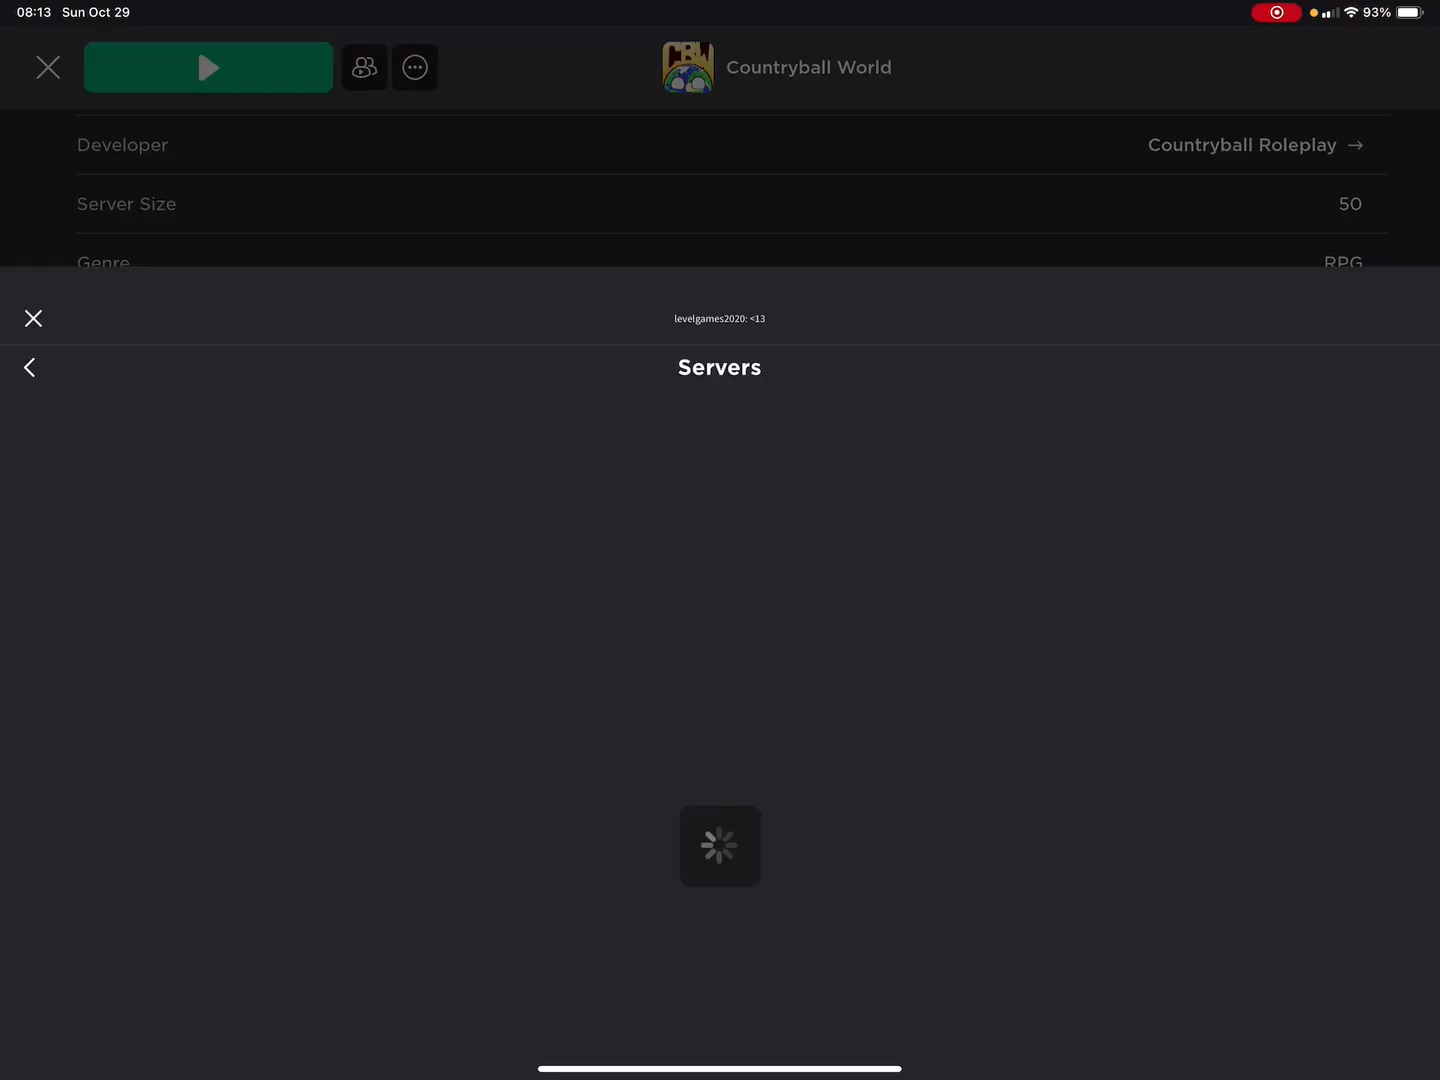 08:13 Sun Oct 29
93%
CBW
Countryball World
Developer
Countryball Roleplay →
Server Size
50
Genre
RPG
levelgames2020: <13
Servers